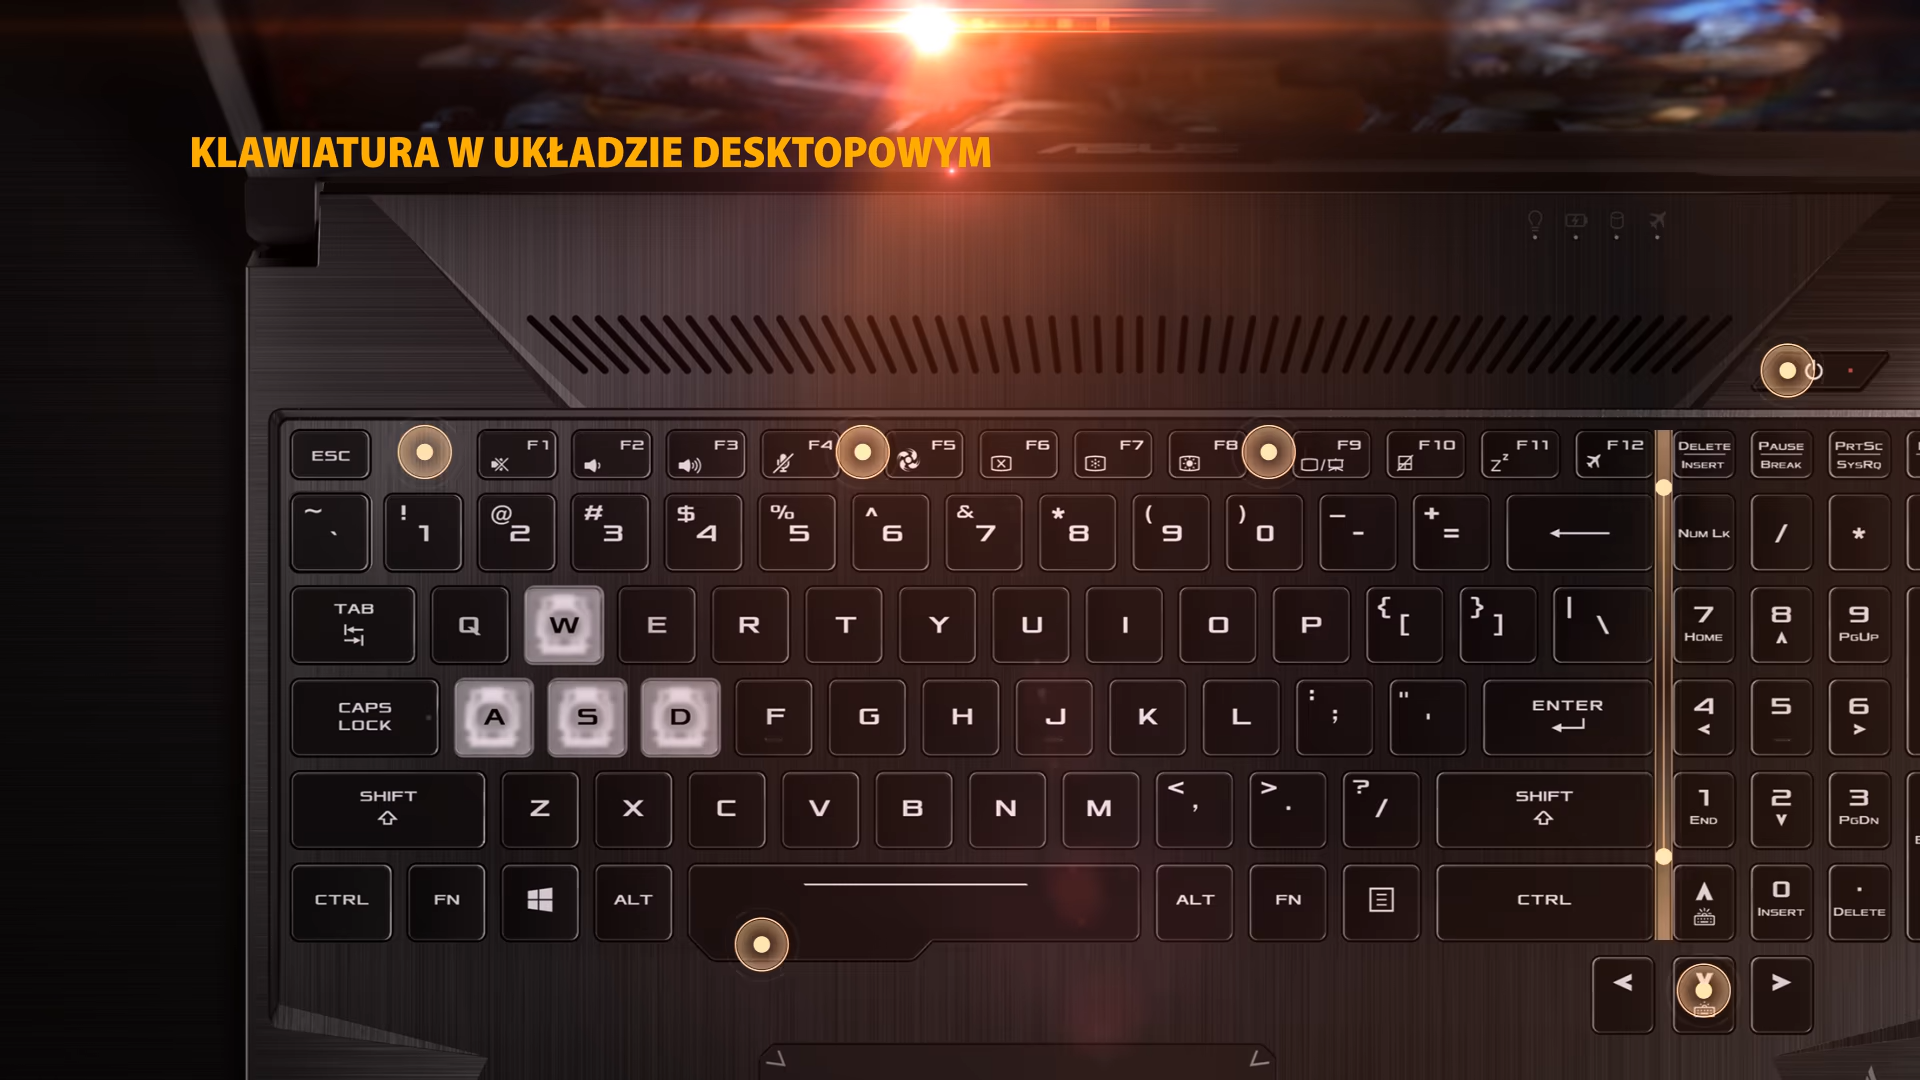 KLAWIATURA W UKŁADZIE DESKTOPOWYM
ASUS
ESC F1 F2 F3 F4 F5 F6 F7 F8 F9 F10 F11 F12 DELETE PAUSE PRTSC
INSERT BREAK SYSRQ
~ ` ! 1 @ 2 # 3 $ 4 % 5 ^ 6 & 7 * 8 ( 9 ) 0 _ - + = NUM LK / *
TAB Q W E R T Y U I O P { [ } ] | \ 7 HOME 8 9 PGUP
CAPS LOCK A S D F G H J K L : ; " ' ENTER 4 5 6
SHIFT Z X C V B N M < , > . ? / SHIFT 1 END 2 3 PGDN
CTRL FN ALT ALT FN CTRL 0 INSERT . DELETE